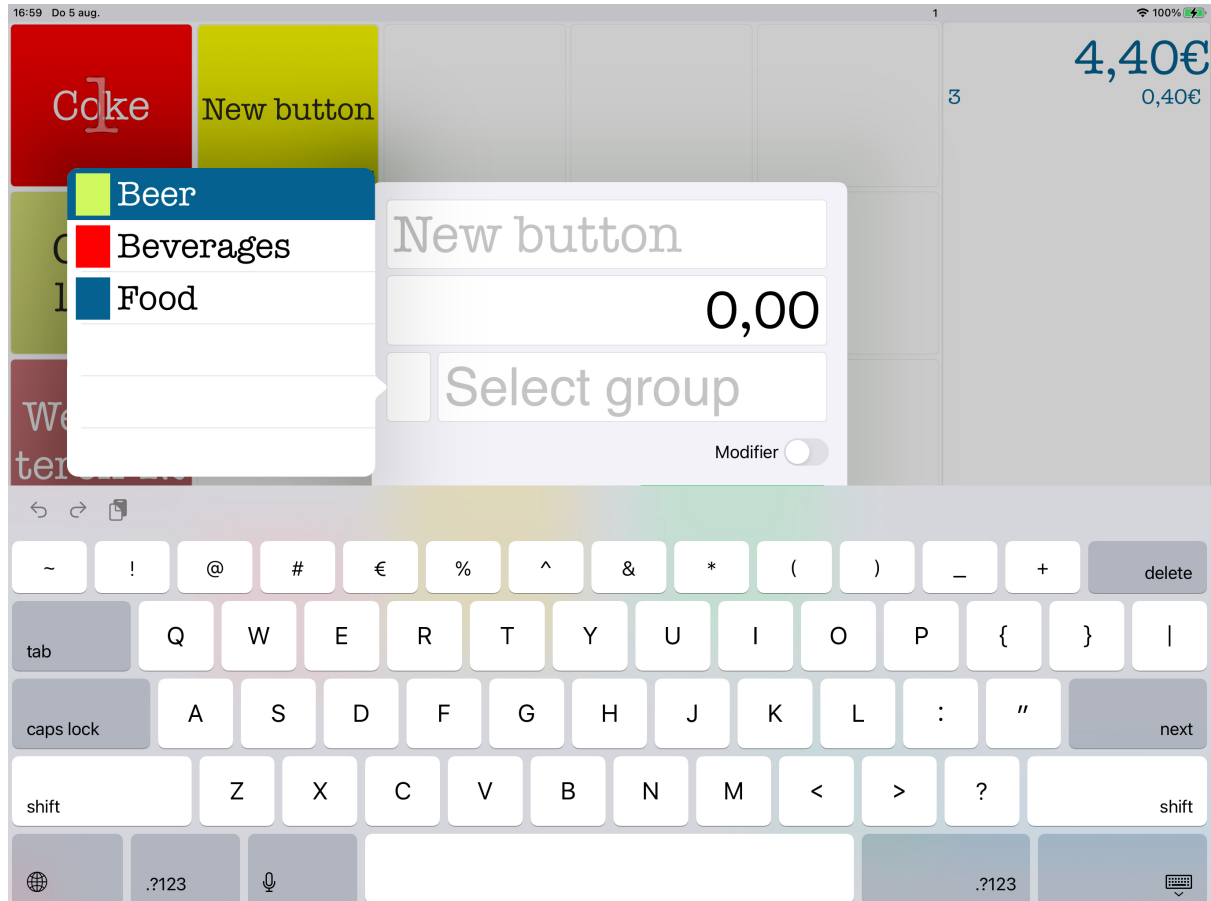 16:59 Do 5 aug.
1
100%
4,40€
3 0,40€
Coke
1
New button
Beer
Beverages
Food
New button
0,00
Select group
Modifier
~ ! @ # € % ^ & * ( ) _ + delete
tab Q W E R T Y U I O P { } |
caps lock A S D F G H J K L : " next
shift Z X C V B N M < > ? shift
.?123 .?123